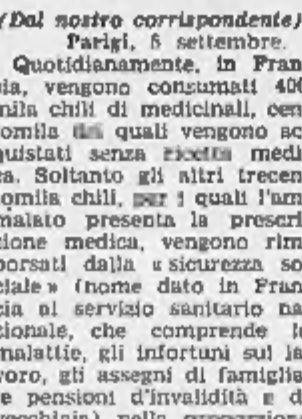 (Dal nostro corrispondente)
Parigi, 6 settembre.
Quotidianamente, in Fran
cia, vengono consumati 400
mila chili di medicinali, cen
tomila dei quali vengono ac
quistati senza ricetta medi
ca. Soltanto gli altri trecen
tomila chili, per i quali l'am
malato presenta la prescri
zione medica, vengono rim
borsati dalla « sicurezza so
ciale » (nome dato in Fran
cia al servizio sanitario na
zionale, che comprende le
malattie, gli infortuni sul la
voro, gli assegni di famiglia
e pensioni d'invalidità e d
vecchiaia) nella proporzion